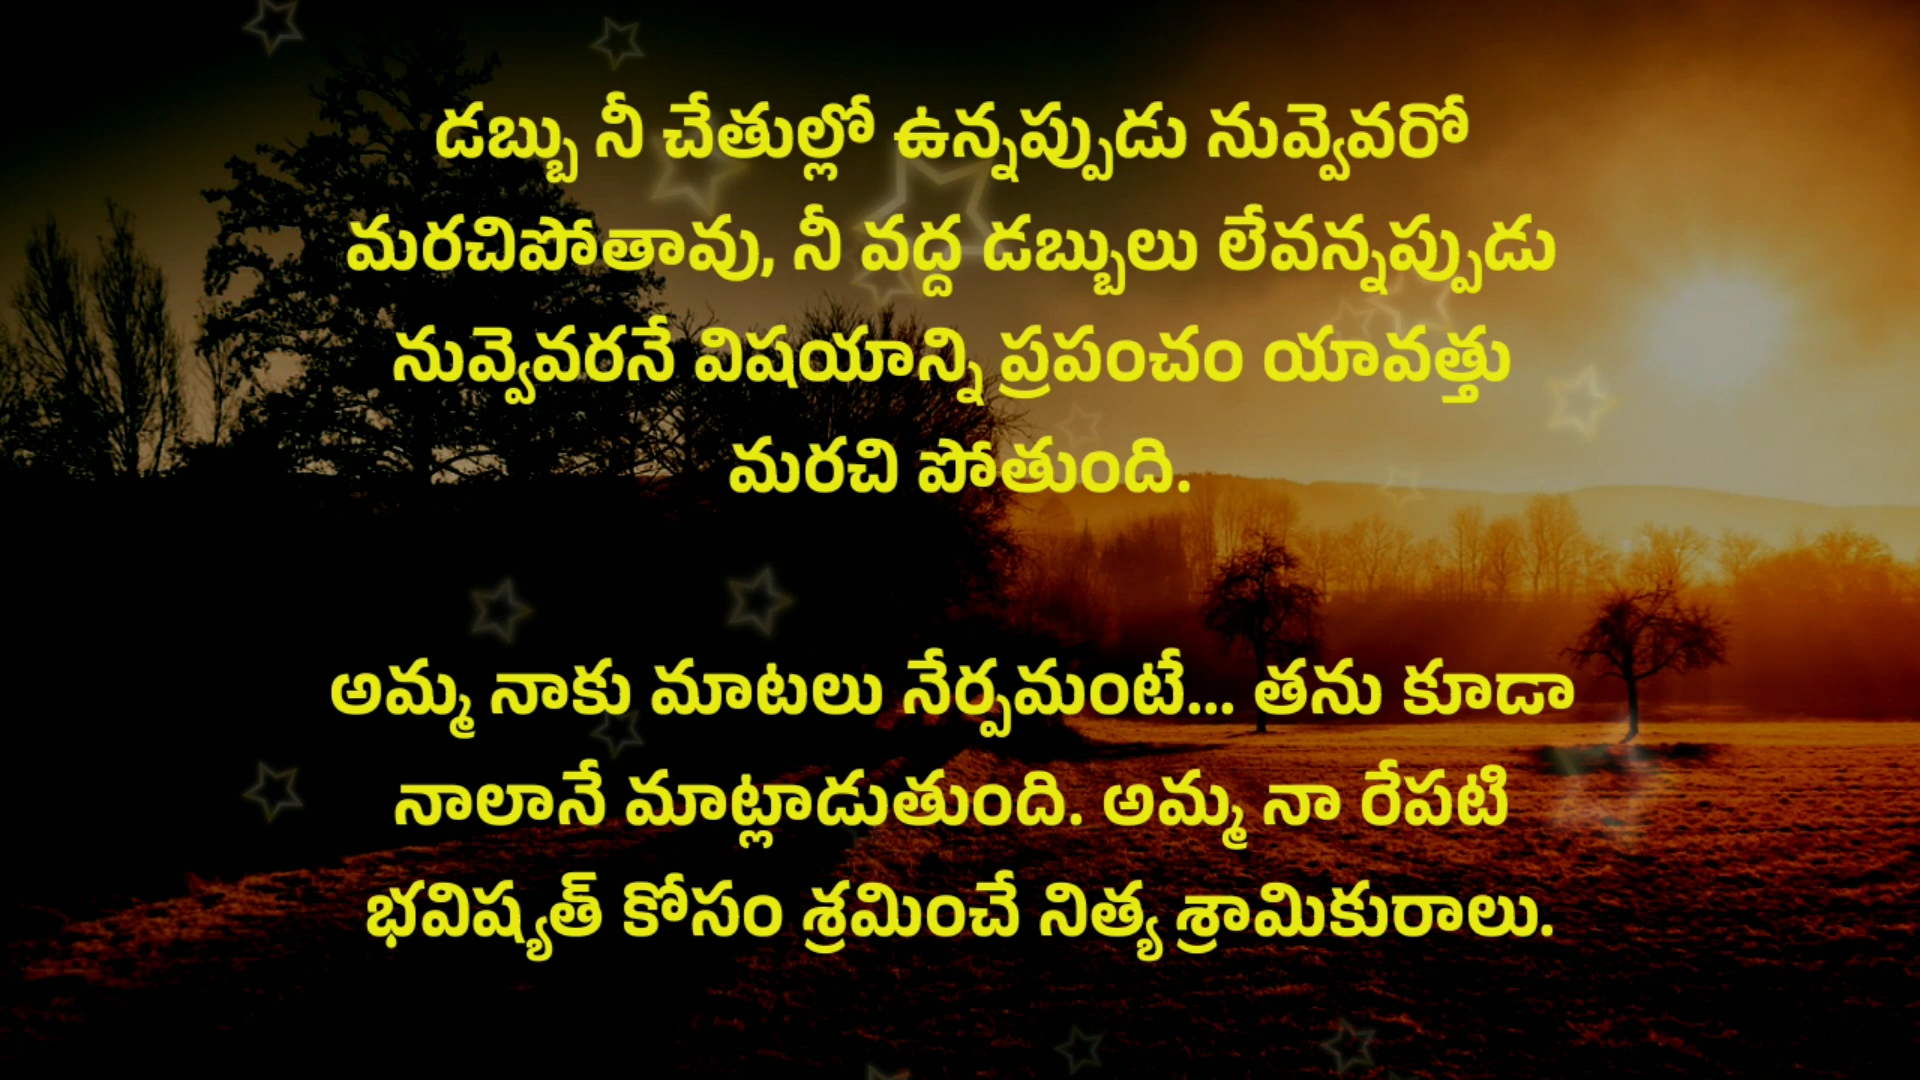 డబ్బు నీ చేతుల్లో ఉన్నప్పుడు నువ్వెవరో
మరచిపోతావు, నీ వద్ద డబ్బులు లేవన్నప్పుడు
నువ్వెవరనే విషయాన్ని ప్రపంచం యావత్తు
మరచి పోతుంది.
అమ్మ నాకు మాటలు నేర్పమంటే... తను కూడా
నాలానే మాట్లాడుతుంది. అమ్మ నా రేపటి
భవిష్యత్ కోసం శ్రమించే నిత్య శ్రామికురాలు.